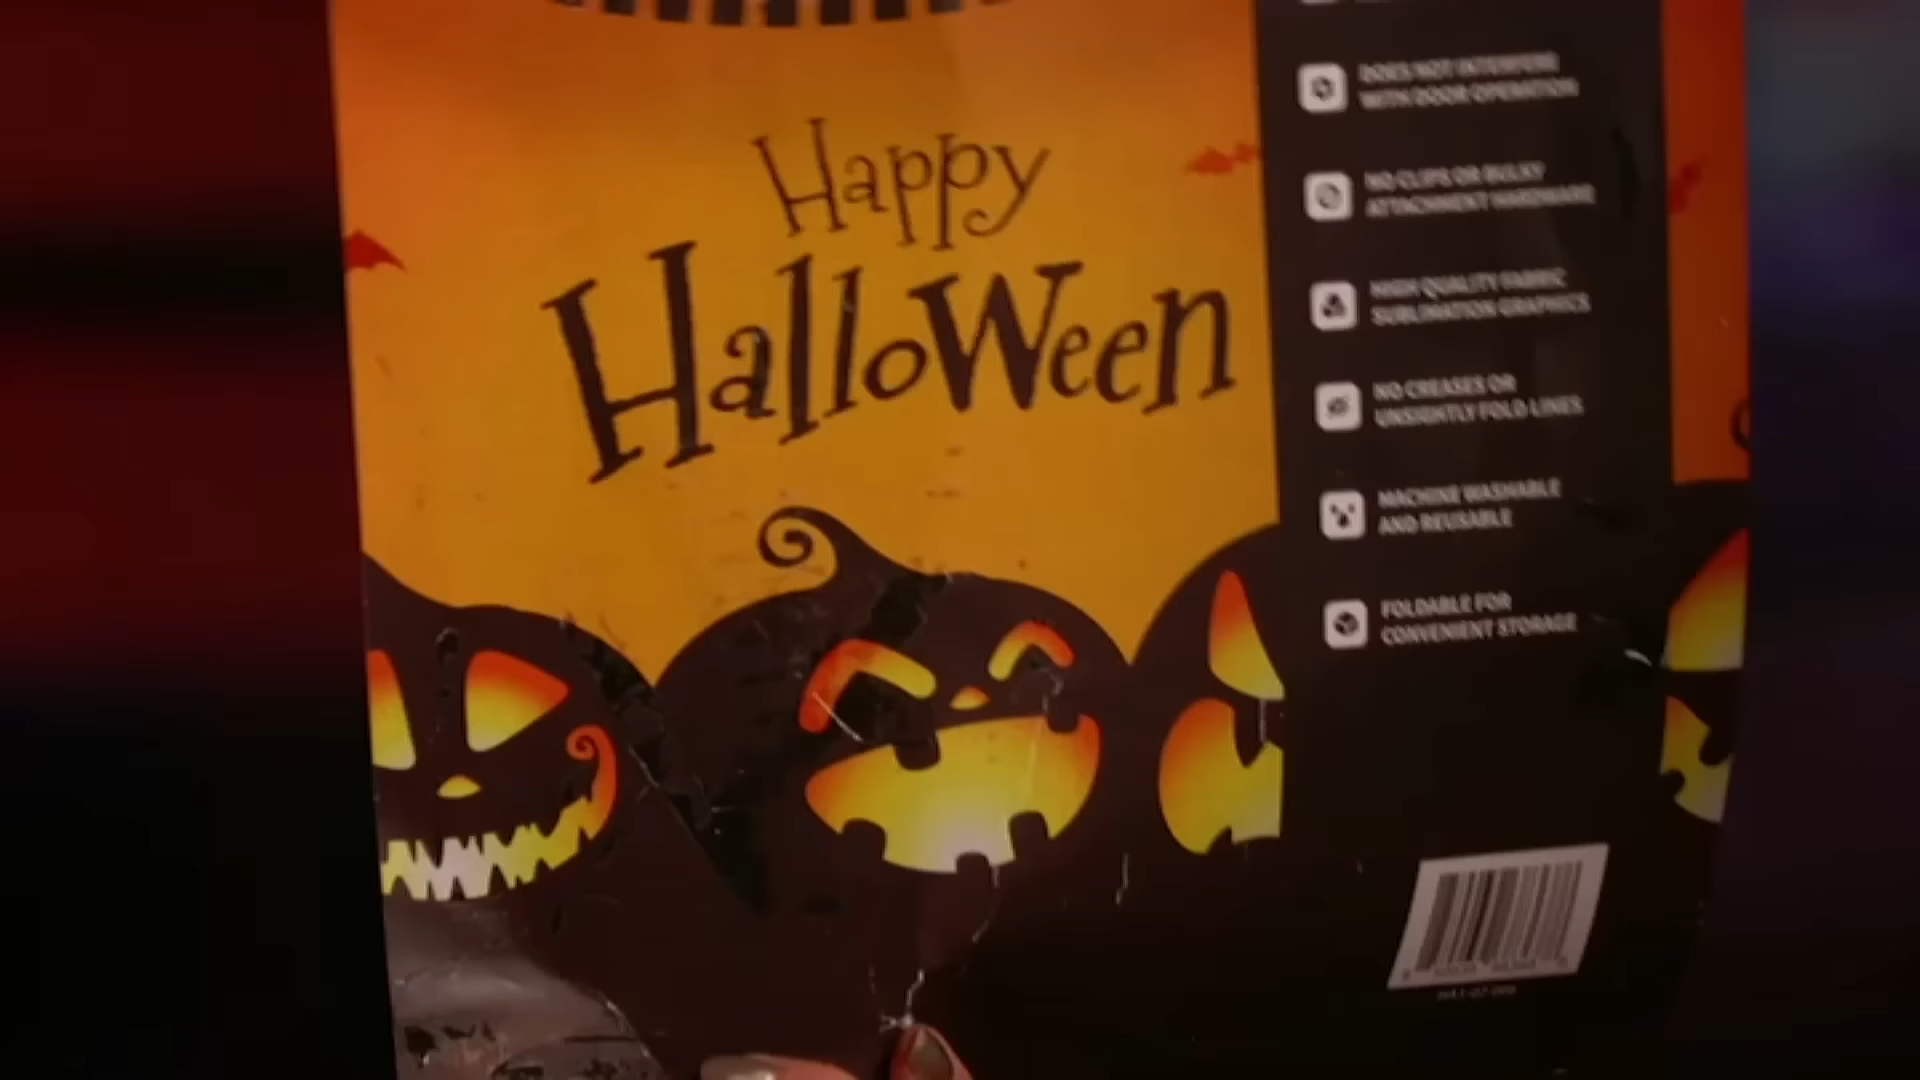 Happy
HalloWeen
DOES NOT INTERFERE
WITH DOOR OPERATION
NO CLIPS OR BULKY
ATTACHMENT HARDWARE
HIGH QUALITY FABRIC
SUBLIMATION GRAPHICS
NO CREASES OR
UNSIGHTLY FOLD LINES
MACHINE WASHABLE
AND REUSABLE
FOLDABLE FOR
CONVENIENT STORAGE